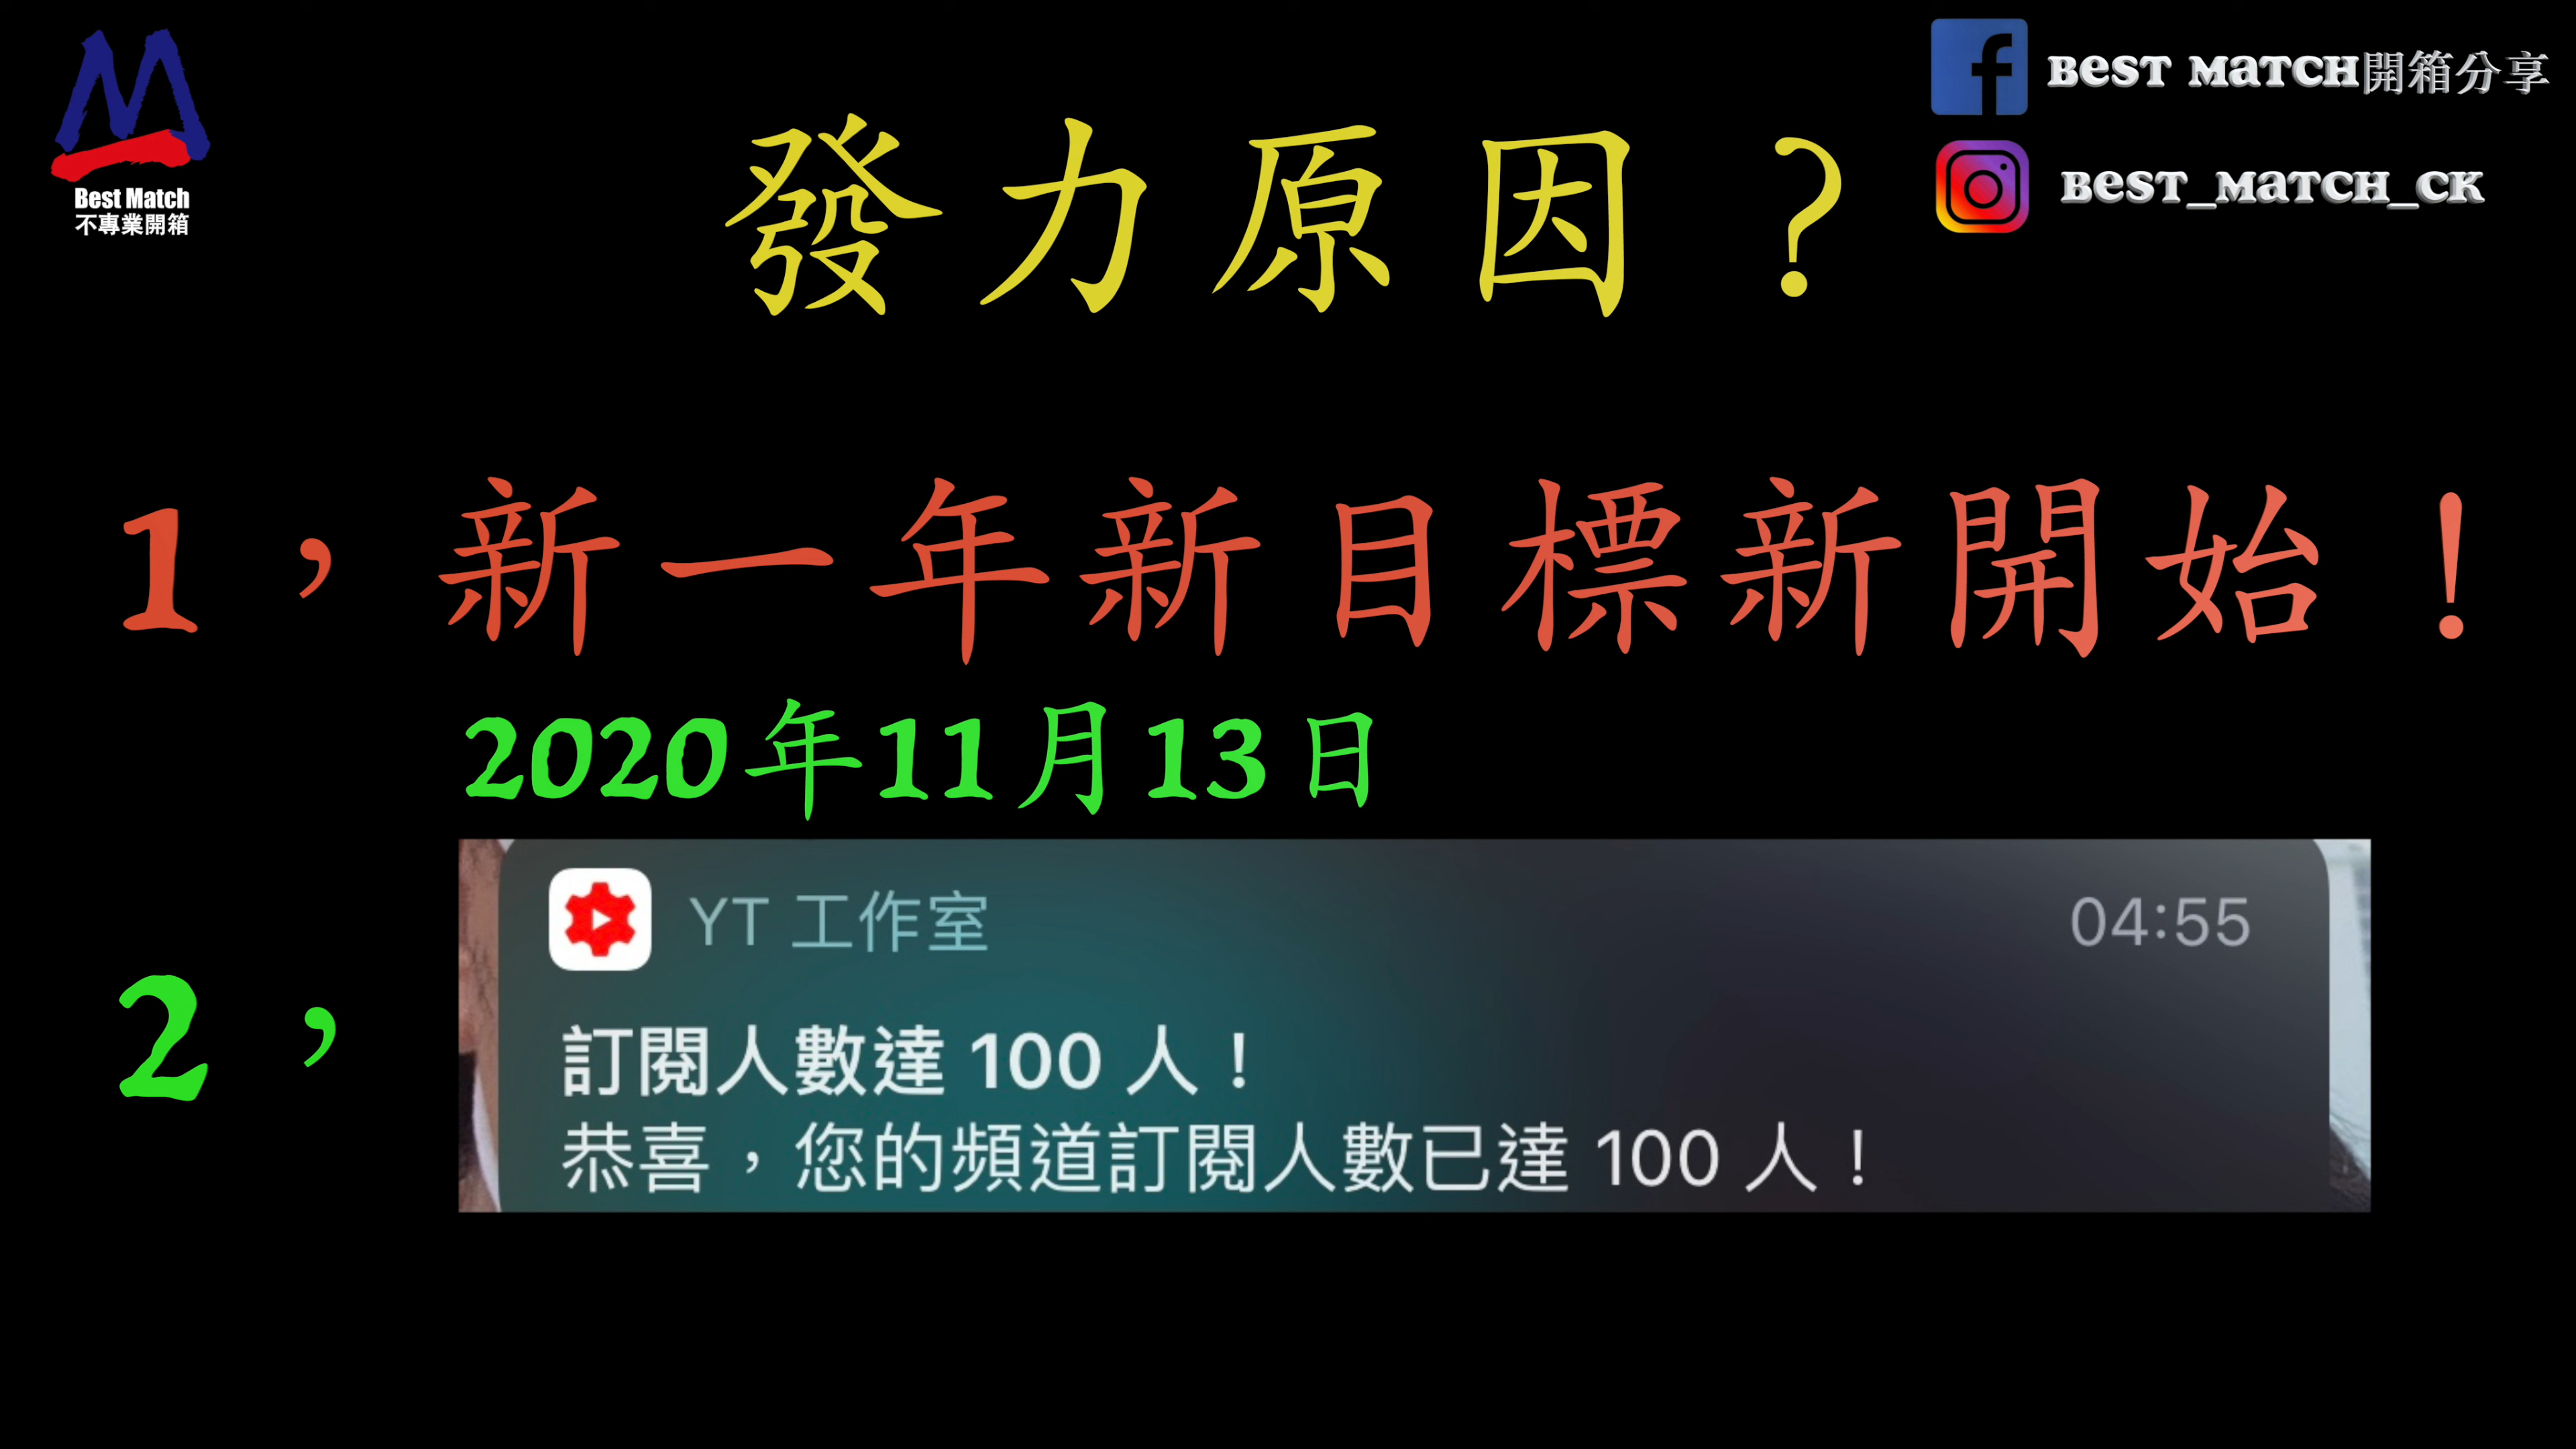 Best Match
不專業開箱
BEST MATCH開箱分享
BEST_MATCH_CK
發力原因？
1，新一年新目標新開始！
2020年11月13日
2，
YT 工作室
04:55
訂閱人數達 100 人！
恭喜，您的頻道訂閱人數已達 100 人！